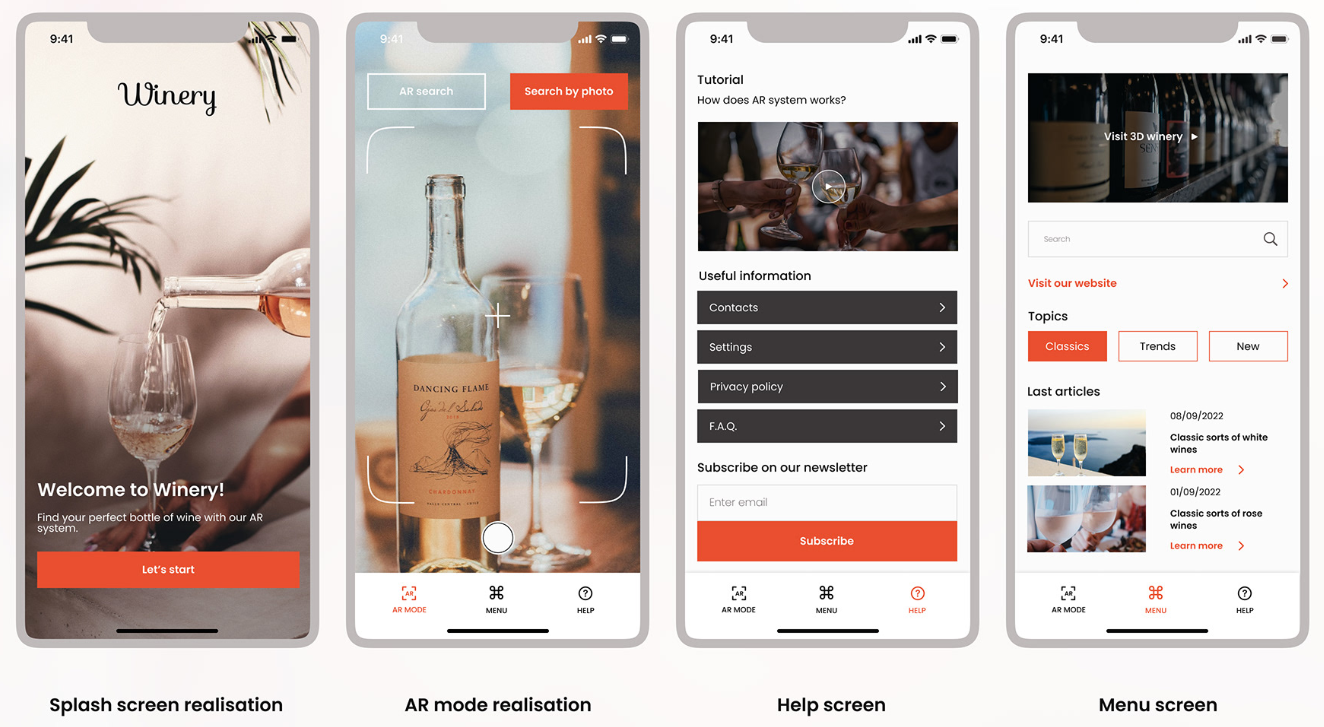 9:41
Winery
Welcome to Winery!
Find your perfect bottle of wine with our AR
system.
Let's start
Splash screen realisation
9:41
AR search
Search by photo
DANCING FLAME
CHARDONNAY
AR
AR MODE
MENU
HELP
AR mode realisation
9:41
Tutorial
How does AR system works?
Useful information
Contacts
Settings
Privacy policy
F.A.Q.
Subscribe on our newsletter
Enter email
Subscribe
AR
AR MODE
MENU
HELP
Help screen
9:41
Visit 3D winery
Search
Visit our website
Topics
Classics
Trends
New
Last articles
08/09/2022
Classic sorts of white
wines
Learn more
01/09/2022
Classic sorts of rose
wines
Learn more
AR
AR MODE
MENU
HELP
Menu screen